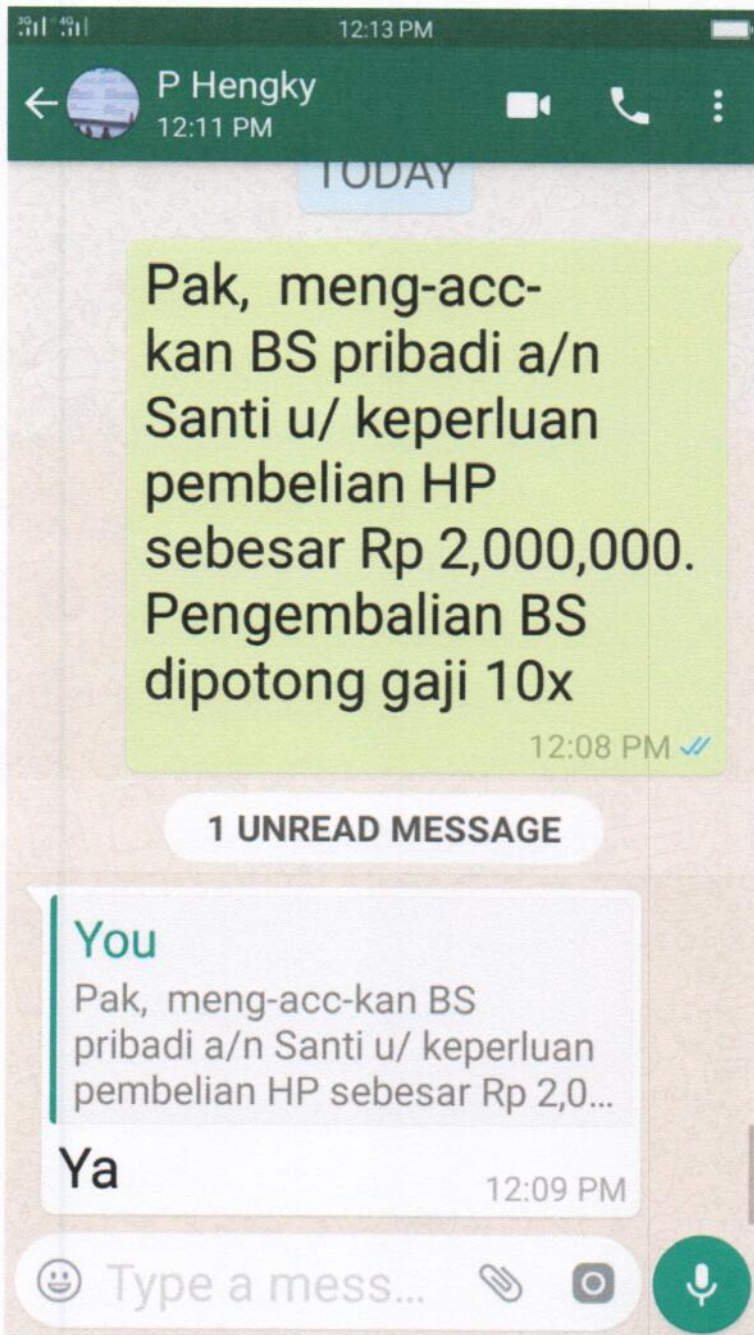 3G 4G 12:13 PM
P Hengky
12:11 PM
TODAY
Pak,  meng-acc-
kan BS pribadi a/n
Santi u/ keperluan
pembelian HP
sebesar Rp 2,000,000.
Pengembalian BS
dipotong gaji 10x
12:08 PM
1 UNREAD MESSAGE
You
Pak,  meng-acc-kan BS
pribadi a/n Santi u/ keperluan
pembelian HP sebesar Rp 2,0...
Ya
12:09 PM
Type a mess...